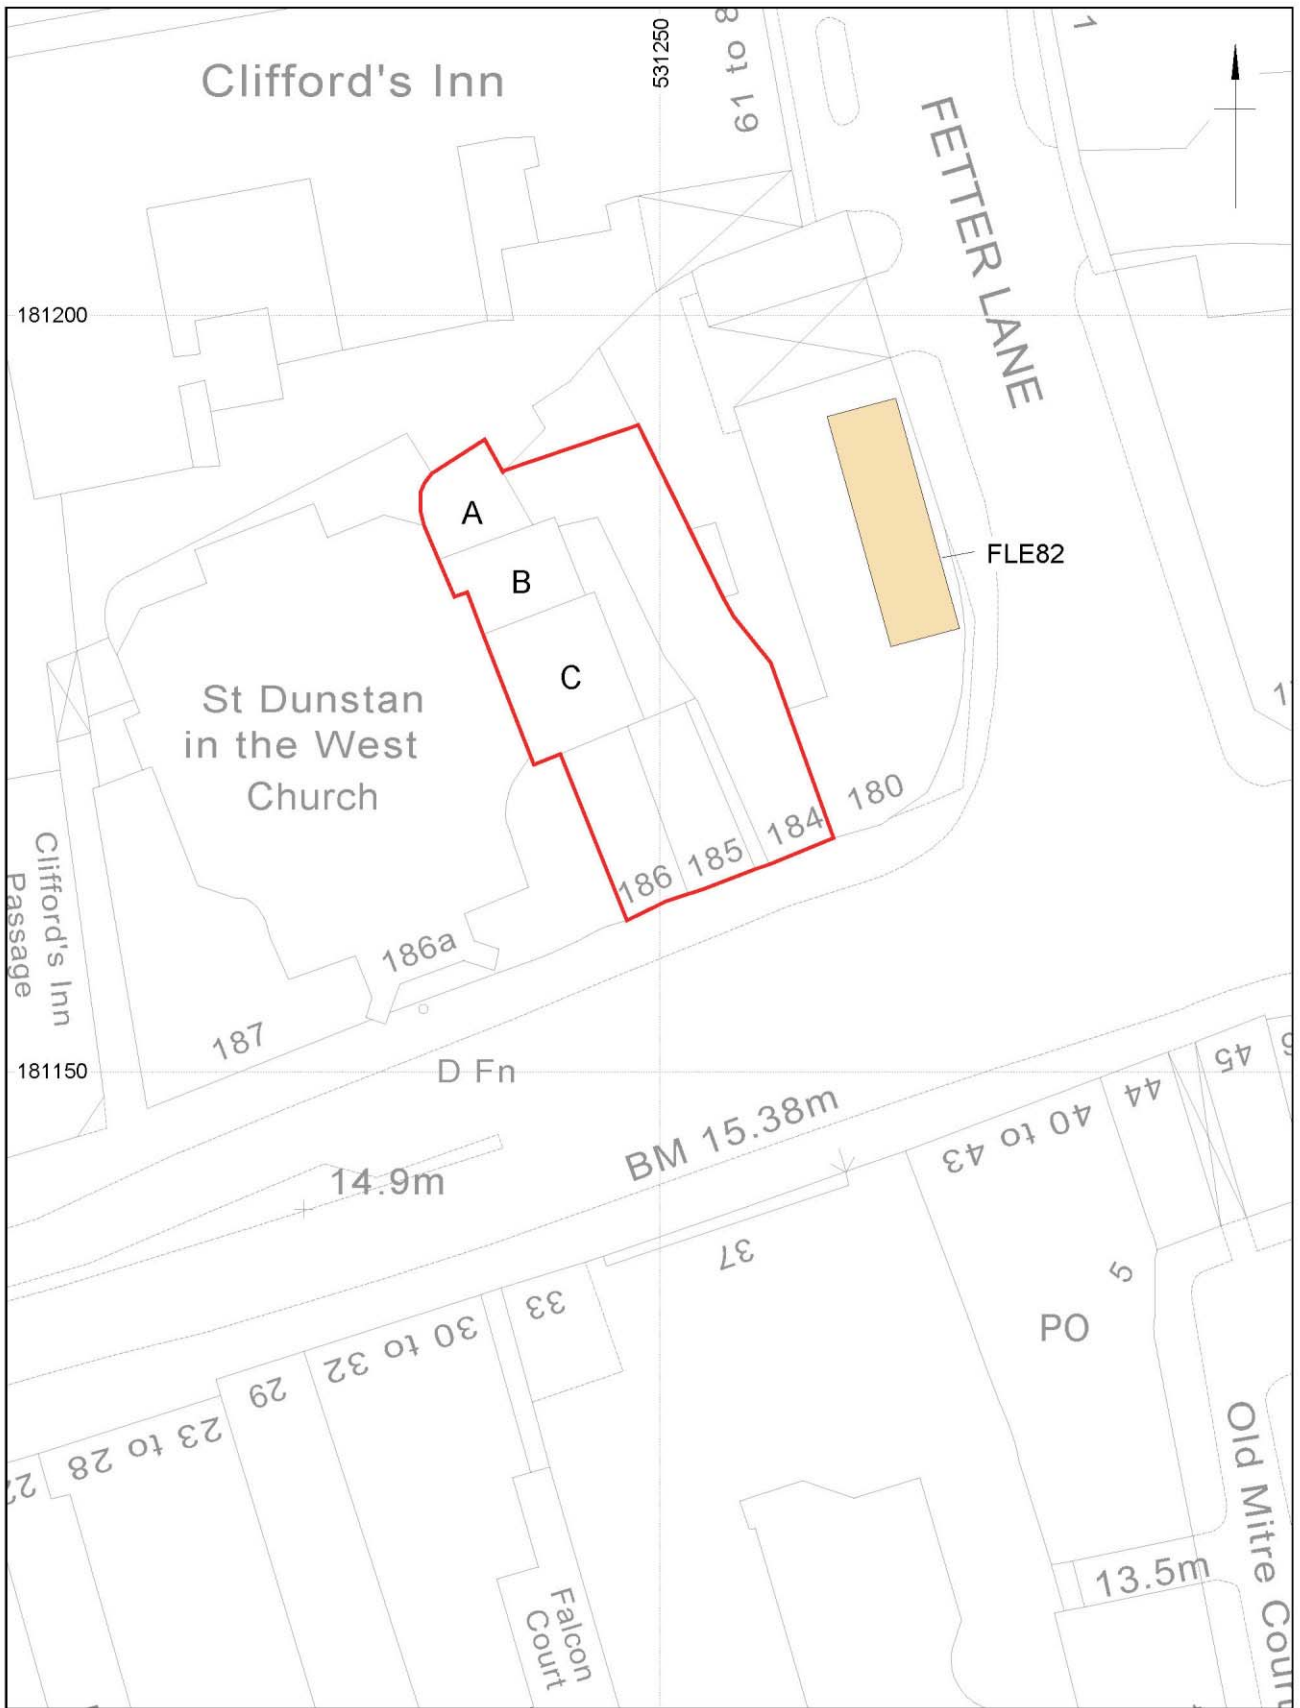 Clifford's Inn
531250
8 to 19
1
FETTER LANE
181200
A
B
C
FLE82
St Dunstan
in the West
Church
180
184
185
186
186a
187
Clifford's Inn
Passage
181150
D Fn
BM 15.38m
14.9m
45
44
40 to 43
37
33
30 to 32
29
23 to 28
5
PO
Old Mitre Cour
13.5m
Falcon
Court